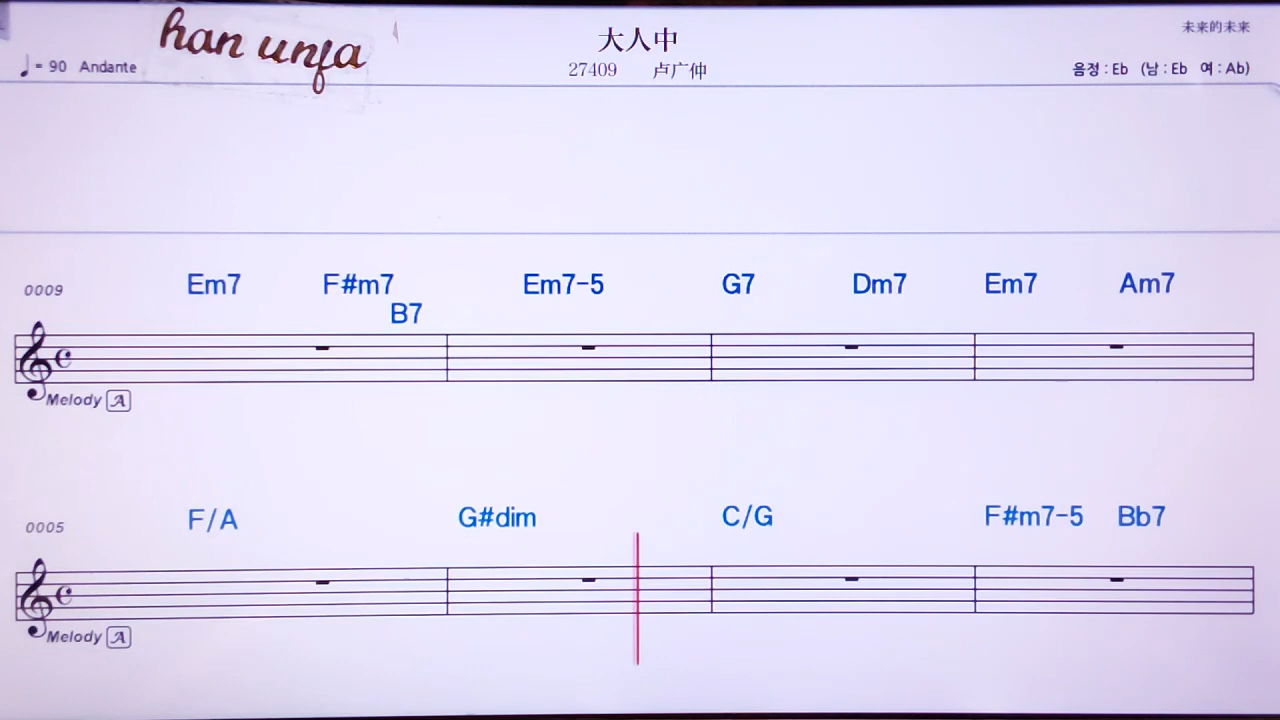 han unfa
大人中
未来的未来
♩= 90 Andante
27409 卢广仲
음정 : Eb (남 : Eb 여 : Ab)
0009 Em7 F#m7 B7 Em7-5 G7 Dm7 Em7 Am7
Melody A
0005 F/A G#dim C/G F#m7-5 Bb7
Melody A